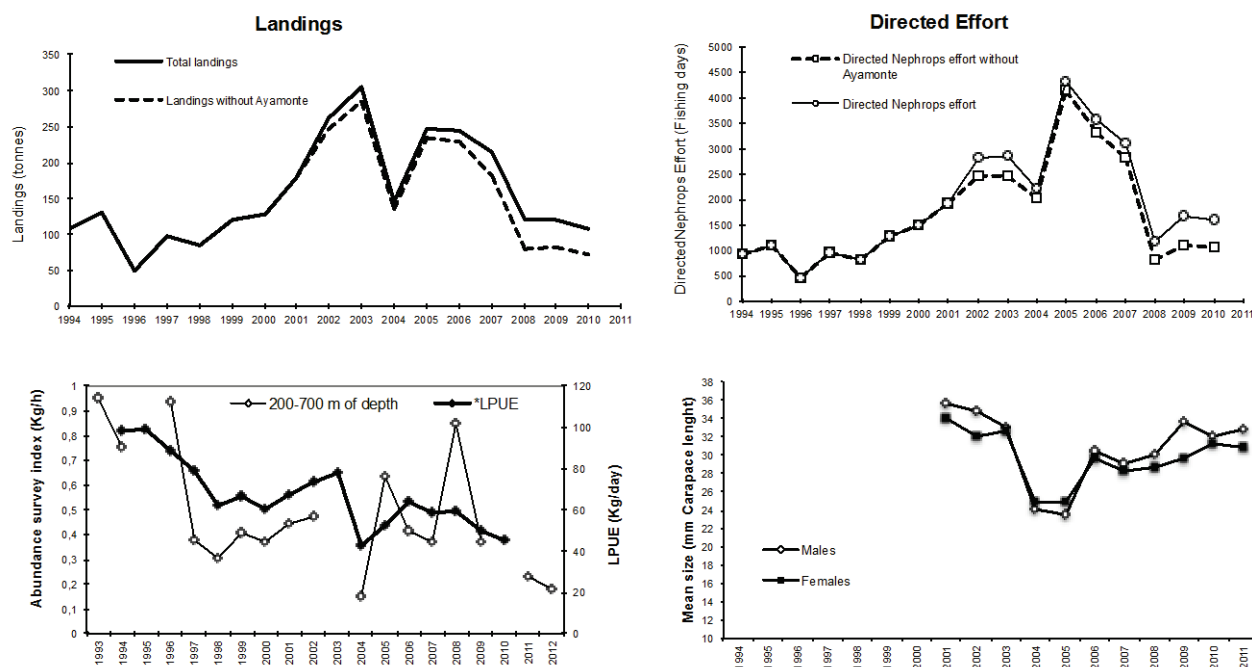 Landings
Landings (tonnes)
350
300
250
200
150
100
50
0
Total landings
Landings without Ayamonte
1994 1995 1996 1997 1998 1999 2000 2001 2002 2003 2004 2005 2006 2007 2008 2009 2010 2011
Directed Effort
Directed Nephrops Effort (Fishing days)
5000
4500
4000
3500
3000
2500
2000
1500
1000
500
0
Directed Nephrops effort without
Ayamonte
Directed Nephrops effort
1994 1995 1996 1997 1998 1999 2000 2001 2002 2003 2004 2005 2006 2007 2008 2009 2010 2011
Abundance survey index (Kg/h)
1
0,9
0,8
0,7
0,6
0,5
0,4
0,3
0,2
0,1
0
200-700 m of depth
*LPUE
120
100
80
60
40
20
0
LPUE (Kg/day)
1993 1994 1995 1996 1997 1998 1999 2000 2001 2002 2003 2004 2005 2006 2007 2008 2009 2010 2011 2012
Mean size (mm Carapace lenght)
38
36
34
32
30
28
26
24
22
20
18
16
14
12
10
Males
Females
1994 1995 1996 1997 1998 1999 2000 2001 2002 2003 2004 2005 2006 2007 2008 2009 2010 2011